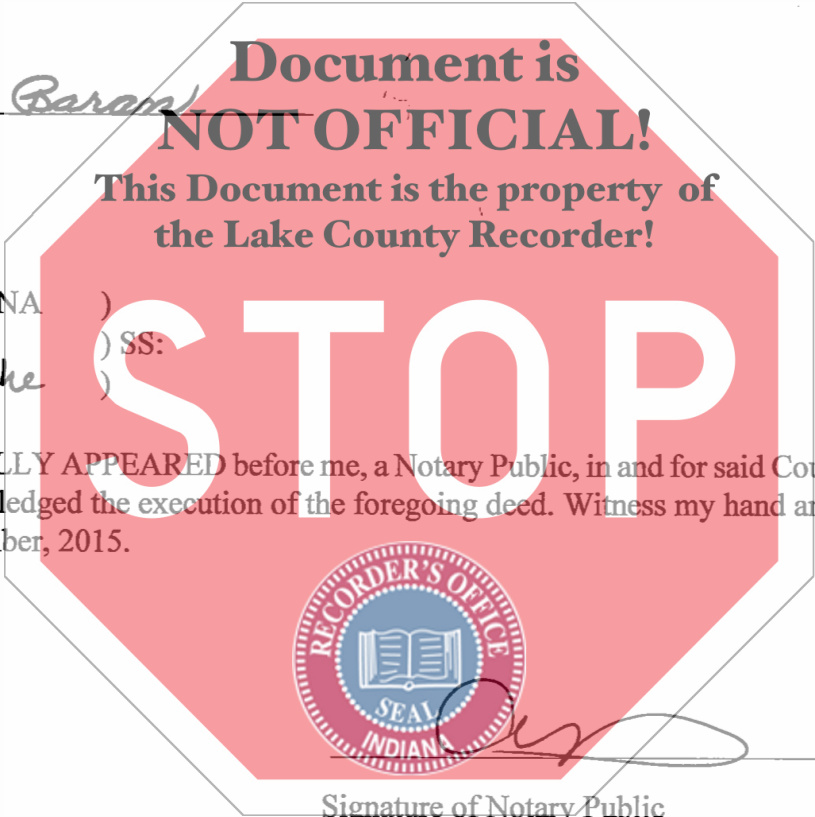 Document is
Baran
NOT OFFICIAL!
This Document is the property of
the Lake County Recorder!
NA )
) SS:
ke )
STOP
LLY APPEARED before me, a Notary Public, in and for said Cou
ledged the execution of the foregoing deed. Witness my hand an
ber, 2015.
RECORDER'S OFFICE
SEAL
INDIANA
Signature of Notary Public